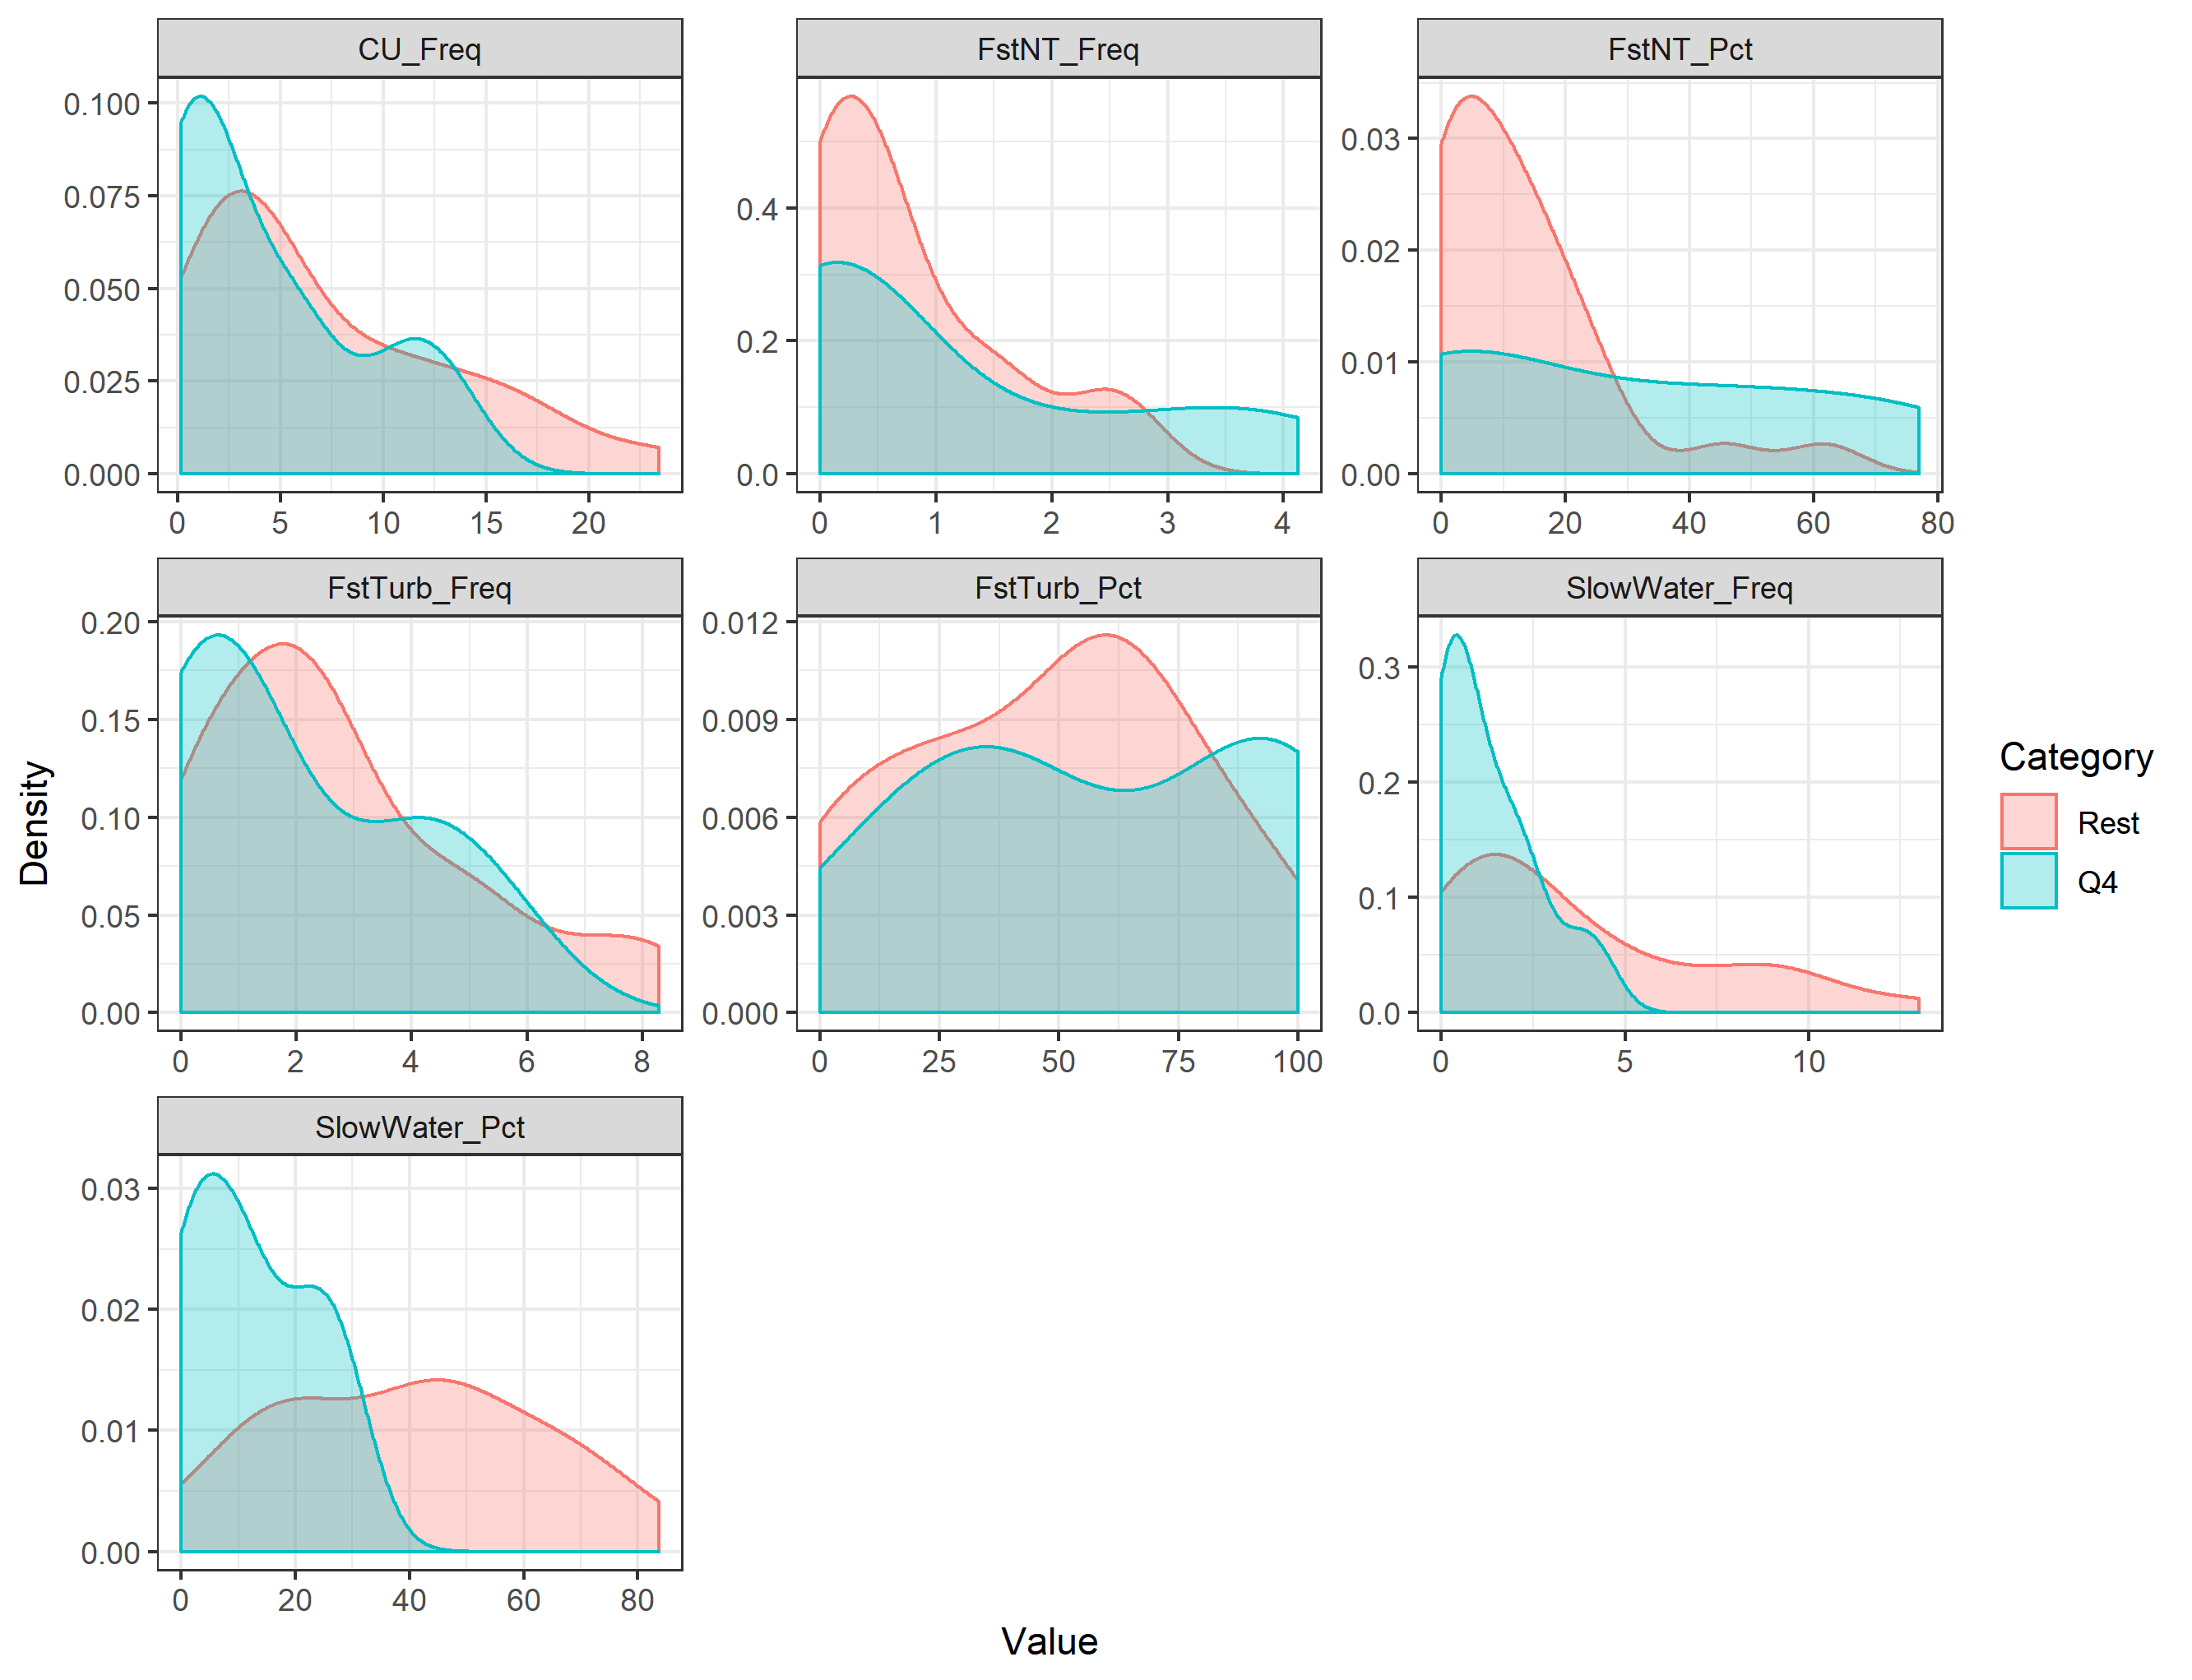 CU_Freq FstNT_Freq FstNT_Pct
0.100
0.075
0.050
0.025
0.000
0.4
0.2
0.0
0.03
0.02
0.01
0.00
0 5 10 15 20
0 1 2 3 4
0 20 40 60 80
FstTurb_Freq FstTurb_Pct SlowWater_Freq
0.20
0.15
0.10
0.05
0.00
0.012
0.009
0.006
0.003
0.000
0.3
0.2
0.1
0.0
0 2 4 6 8
0 25 50 75 100
0 5 10
SlowWater_Pct
0.03
0.02
0.01
0.00
0 20 40 60 80
Density
Value
Category
Rest
Q4